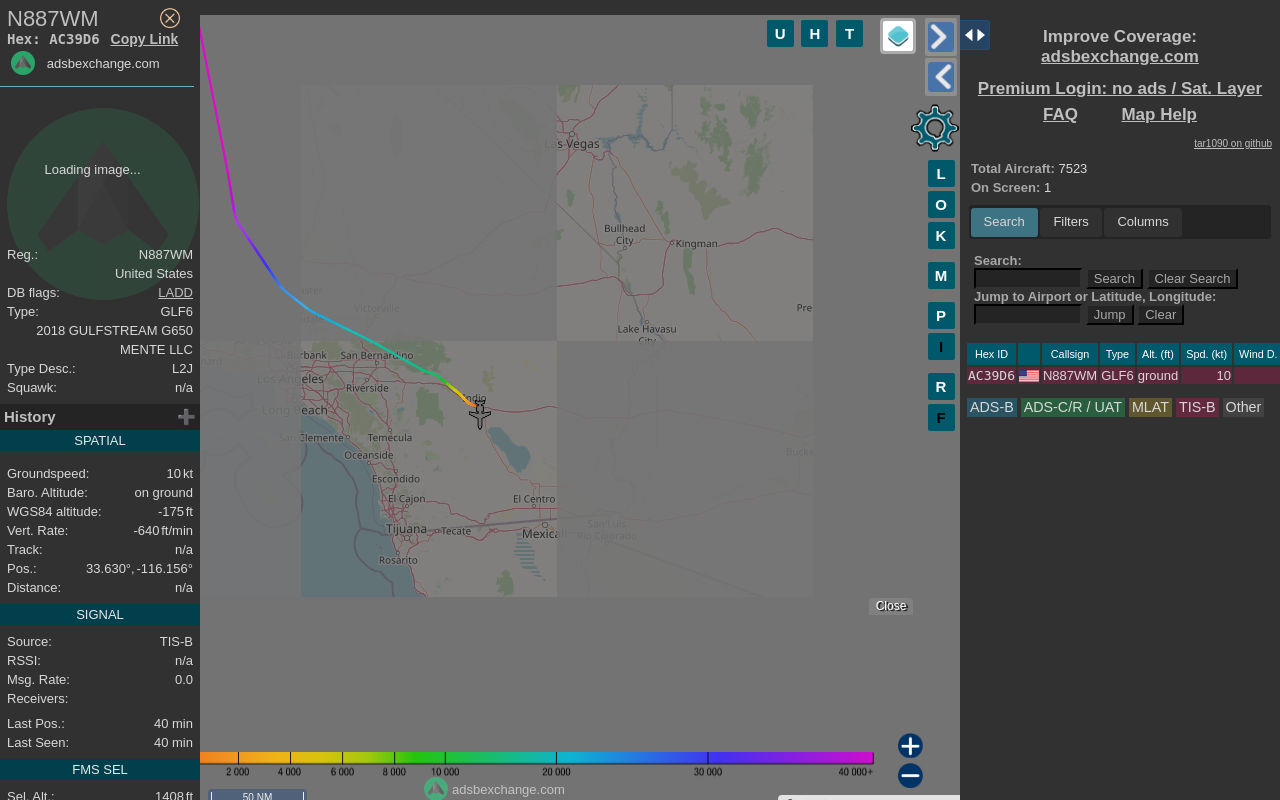 N887WM
Hex: AC39D6 Copy Link
adsbexchange.com
Loading image...
Reg.: N887WM
United States
DB flags: LADD
Type: GLF6
2018 GULFSTREAM G650
MENTE LLC
Type Desc.: L2J
Squawk: n/a
History
SPATIAL
Groundspeed: 10 kt
Baro. Altitude: on ground
WGS84 altitude: -175 ft
Vert. Rate: -640 ft/min
Track: n/a
Pos.: 33.630°, -116.156°
Distance: n/a
SIGNAL
Source: TIS-B
RSSI: n/a
Msg. Rate: 0.0
Receivers:
Last Pos.: 40 min
Last Seen: 40 min
FMS SEL
Sel. Alt.: 1408 ft
U H T
L
O
K
M
P
I
R
F
Las Vegas
Bullhead
City
Kingman
Lake Havasu
City
Pre
Victorville
Burbank
San Bernardino
Los Angeles
Riverside
Long Beach
Indio
San Clemente
Temecula
Oceanside
Escondido
El Cajon
El Centro
Tijuana
Tecate
Mexica
San Luis
Rio Colorado
Rosarito
Bucke
Close
2 000 4 000 6 000 8 000 10 000 20 000 30 000 40 000+
adsbexchange.com
50 NM
Improve Coverage:
adsbexchange.com
Premium Login: no ads / Sat. Layer
FAQ Map Help
tar1090 on github
Total Aircraft: 7523
On Screen: 1
Search Filters Columns
Search:
Search Clear Search
Jump to Airport or Latitude, Longitude:
Jump Clear
Hex ID Callsign Type Alt. (ft) Spd. (kt) Wind D.
AC39D6 N887WM GLF6 ground 10
ADS-B ADS-C/R / UAT MLAT TIS-B Other